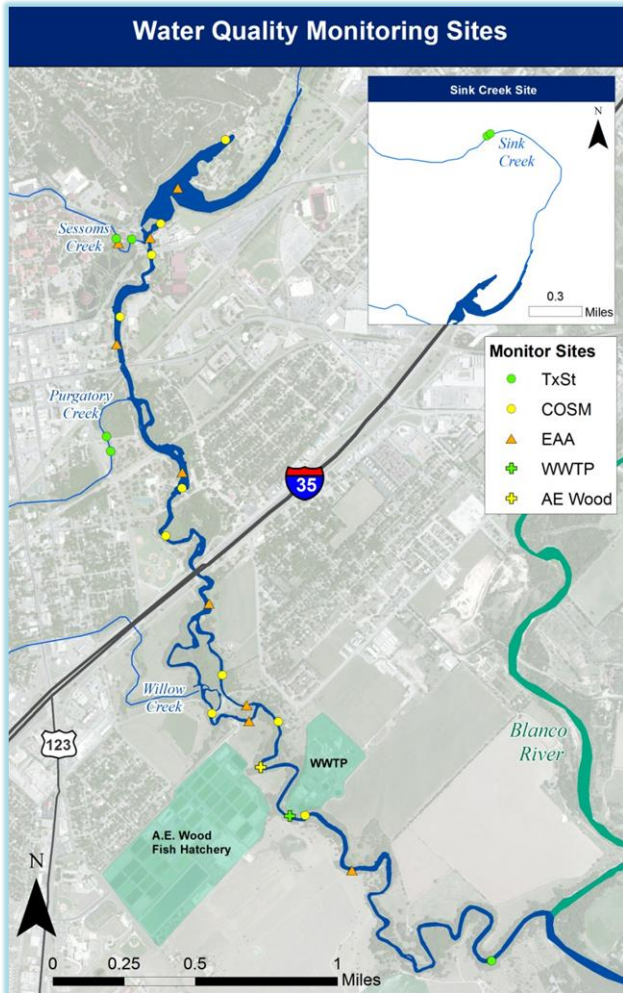 Water Quality Monitoring Sites
Sink Creek Site
N
Sink
Creek
0.3
Miles
Sessoms
Creek
Monitor Sites
TxSt
COSM
EAA
WWTP
AE Wood
Purgatory
Creek
35
Willow
Creek
123
Blanco
River
WWTP
A.E. Wood
Fish Hatchery
N
0 0.25 0.5 1
Miles